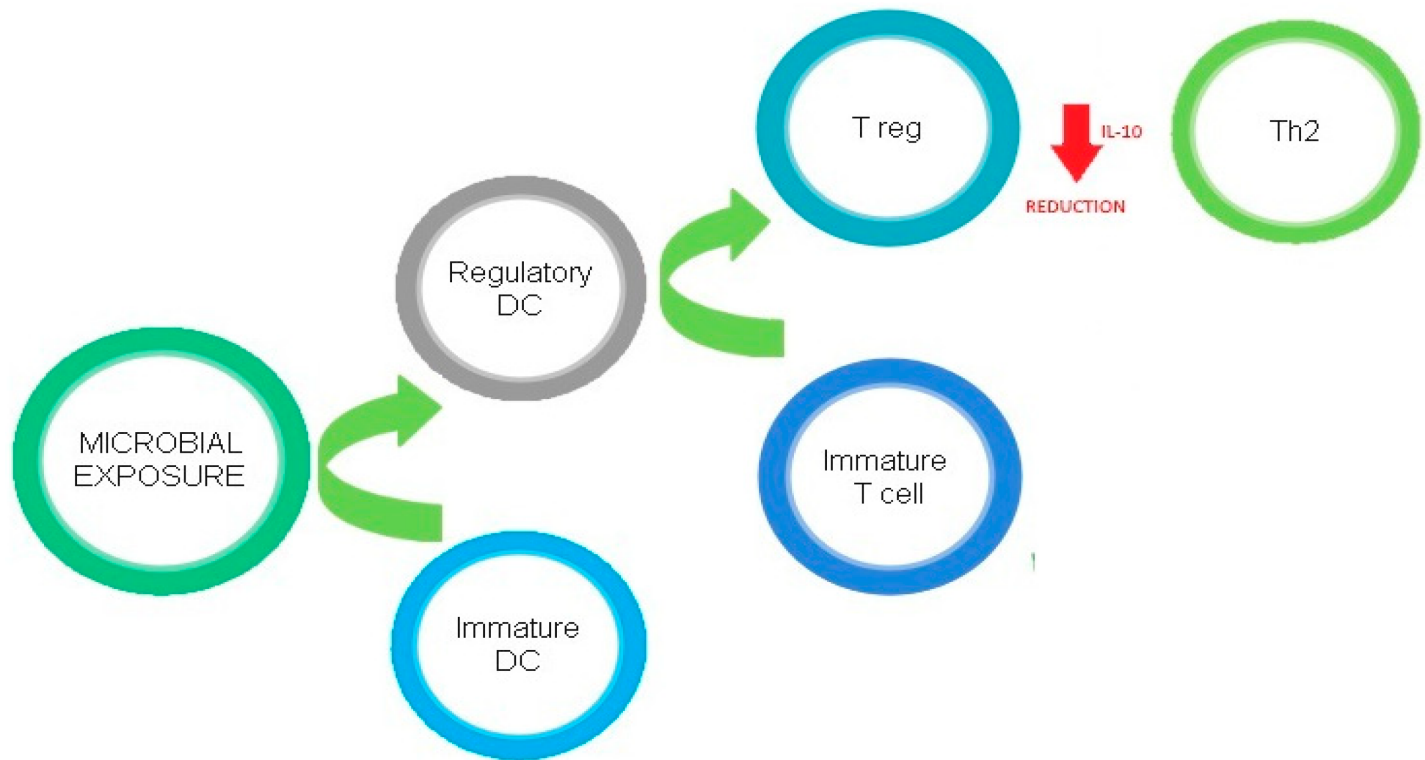 T reg
IL-10
REDUCTION
Th2
Regulatory
DC
MICROBIAL
EXPOSURE
Immature
T cell
Immature
DC